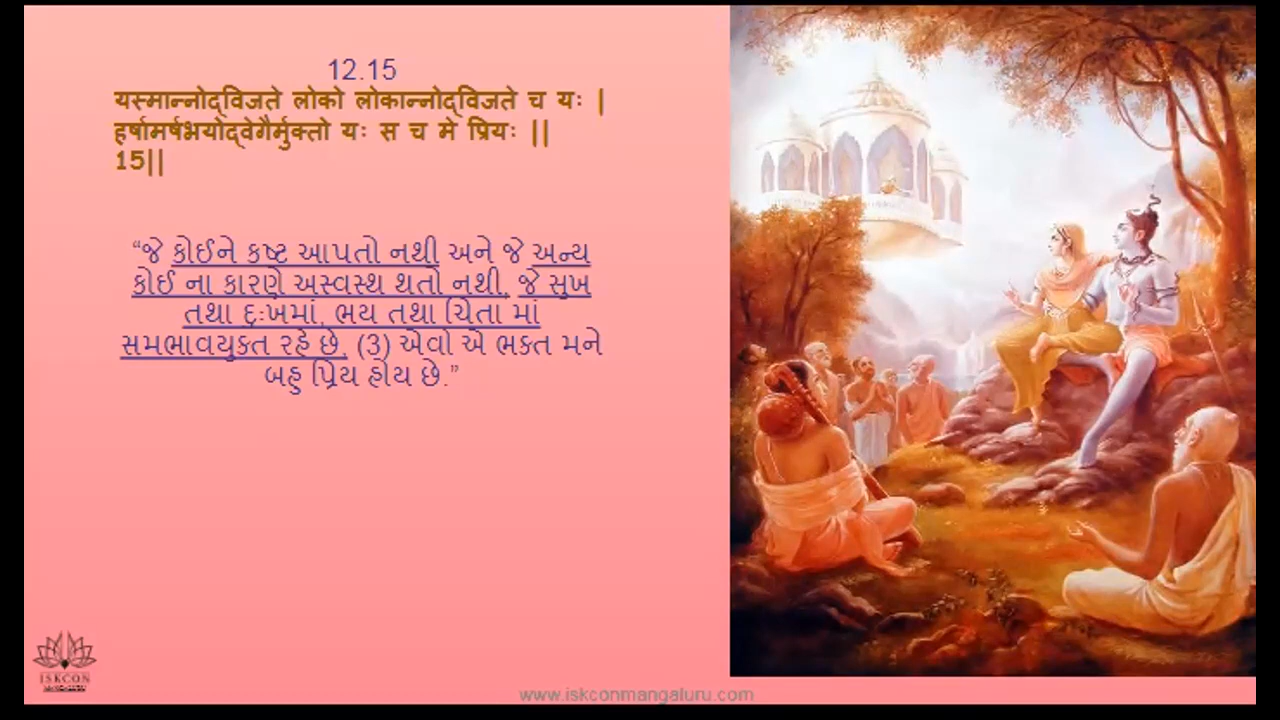 12.15
यस्मान्नोद्विजते लोको लोकान्नोद्विजते च यः |
हर्षामर्षभयोद्वेगैर्मुक्तो यः स च मे प्रियः ||
15||
“જે કોઈને કષ્ટ આપતો નથી અને જે અન્ય
કોઈ ના કારણે અસ્વસ્થ થતો નથી, જે સુખ
તથા દુઃખમાં, ભય તથા ચિંતા માં
સમભાવયુક્ત રહે છે, (3) એવો એ ભક્ત મને
બહુ પ્રિય હોય છે.”
ISKCON
www.iskconmangaluru.com